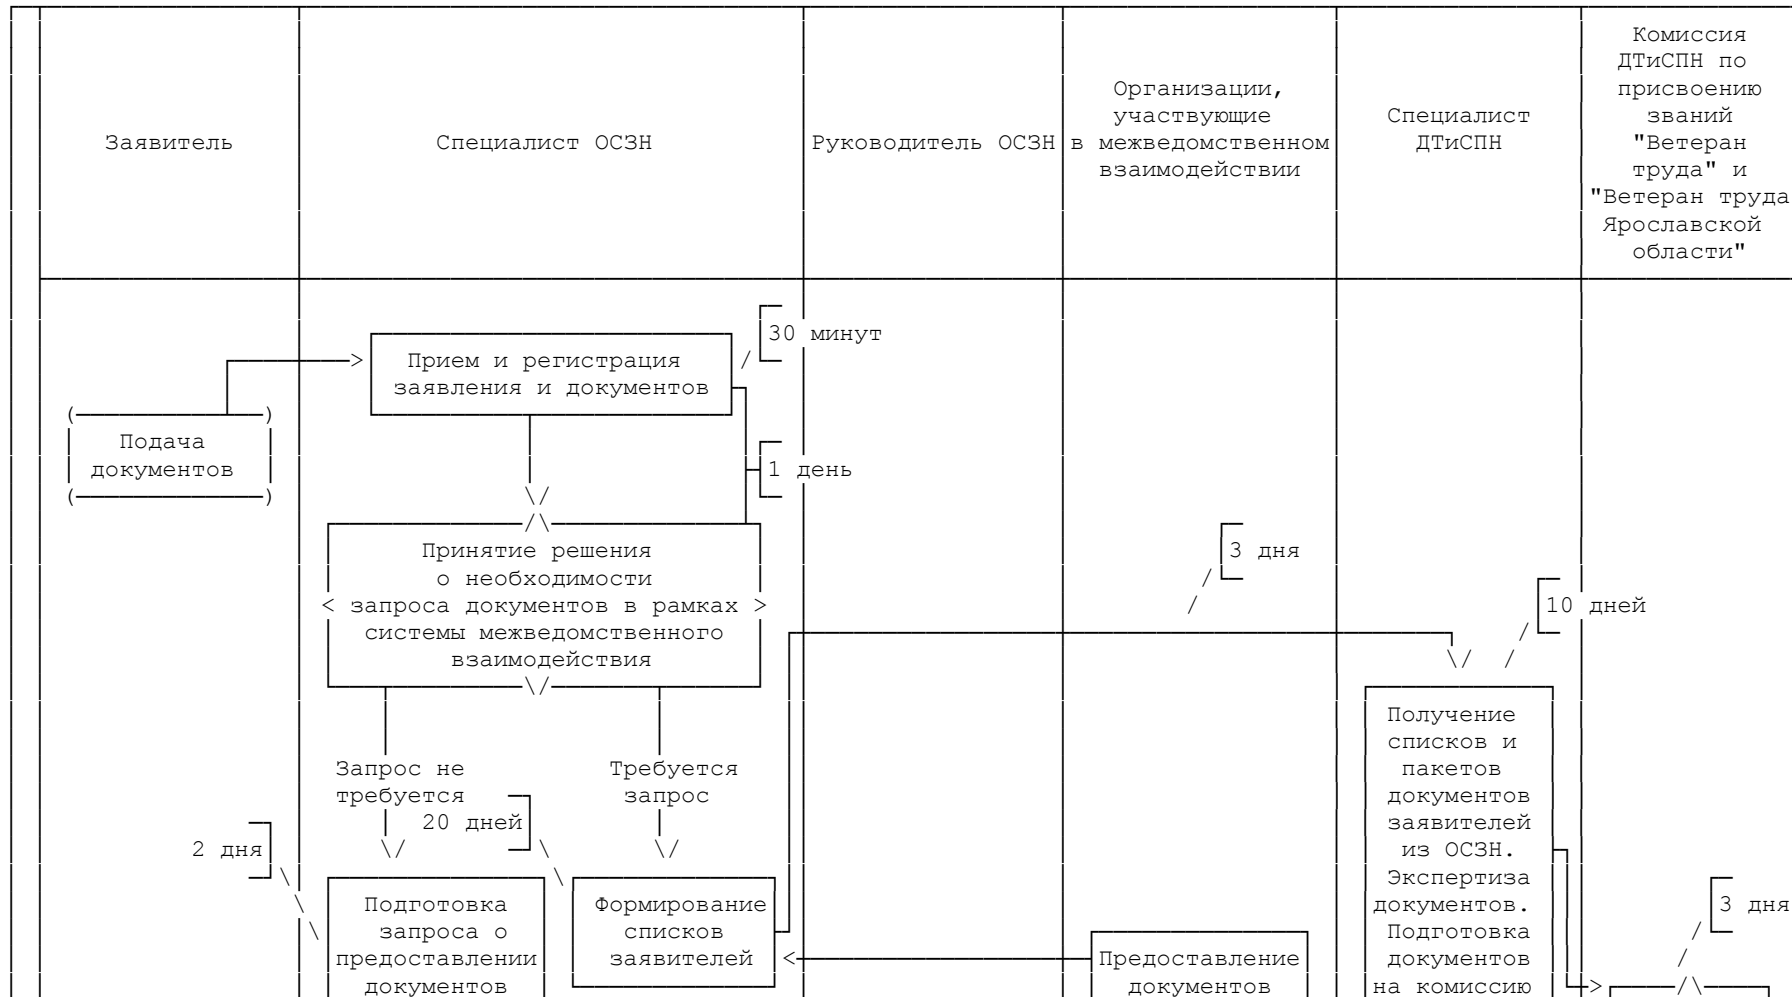 Заявитель
Специалист ОСЗН
Руководитель ОСЗН
Организации,
участвующие
в межведомственном
взаимодействии
Специалист
ДТиСПН
Комиссия
ДТиСПН по
присвоению
званий
"Ветеран
труда" и
"Ветеран труда
Ярославской
области"
30 минут
Прием и регистрация
заявления и документов
Подача
документов
1 день
Принятие решения
о необходимости
запроса документов в рамках
системы межведомственного
взаимодействия
3 дня
10 дней
Запрос не
требуется
Требуется
запрос
20 дней
2 дня
Подготовка
запроса о
предоставлении
документов
Формирование
списков
заявителей
Предоставление
документов
Получение
списков и
пакетов
документов
заявителей
из ОСЗН.
Экспертиза
документов.
Подготовка
документов
на комиссию
3 дня